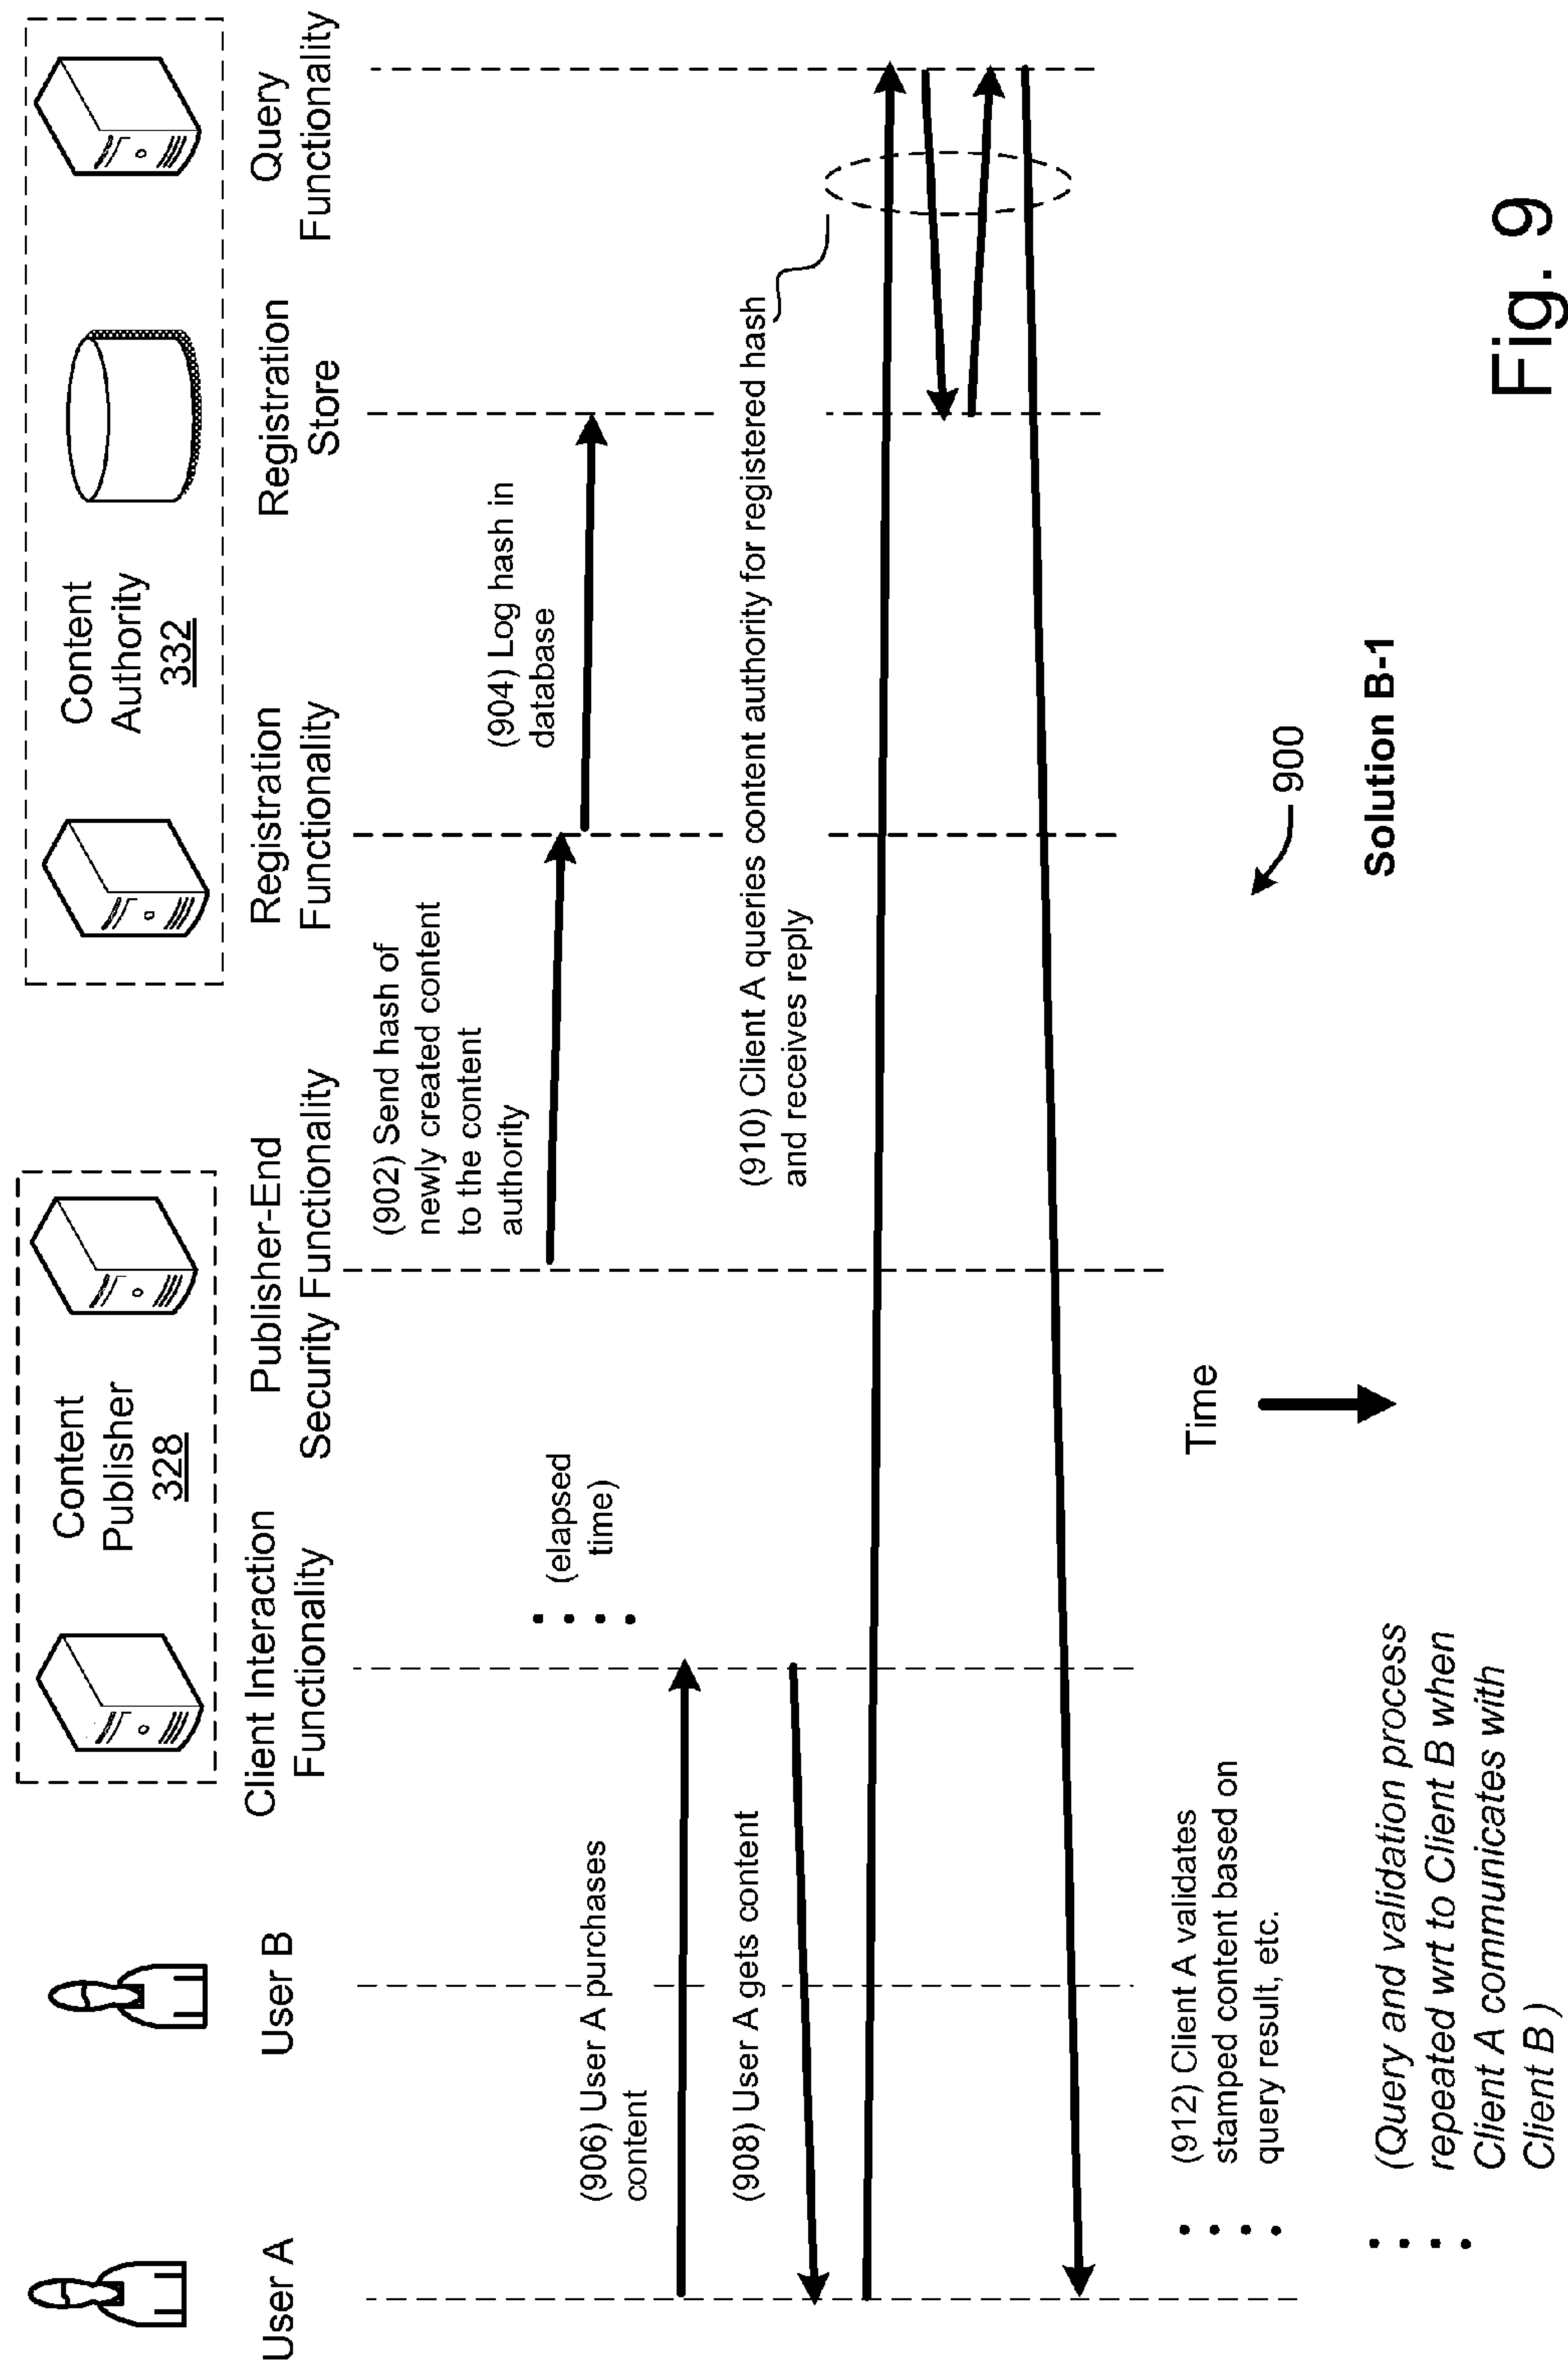 Content
Publisher
328
Content
Authority
332
User A
User B
Client Interaction
Functionality
Publisher-End
Security Functionality
Registration
Functionality
Registration
Store
Query
Functionality
(902) Send hash of
newly created content
to the content
authority
(904) Log hash in
database
(elapsed
time)
(906) User A purchases
content
(908) User A gets content
(910) Client A queries content authority for registered hash
and receives reply
(912) Client A validates
stamped content based on
query result, etc.
Time
900
(Query and validation process
repeated wrt to Client B when
Client A communicates with
Client B )
Solution B-1
Fig. 9